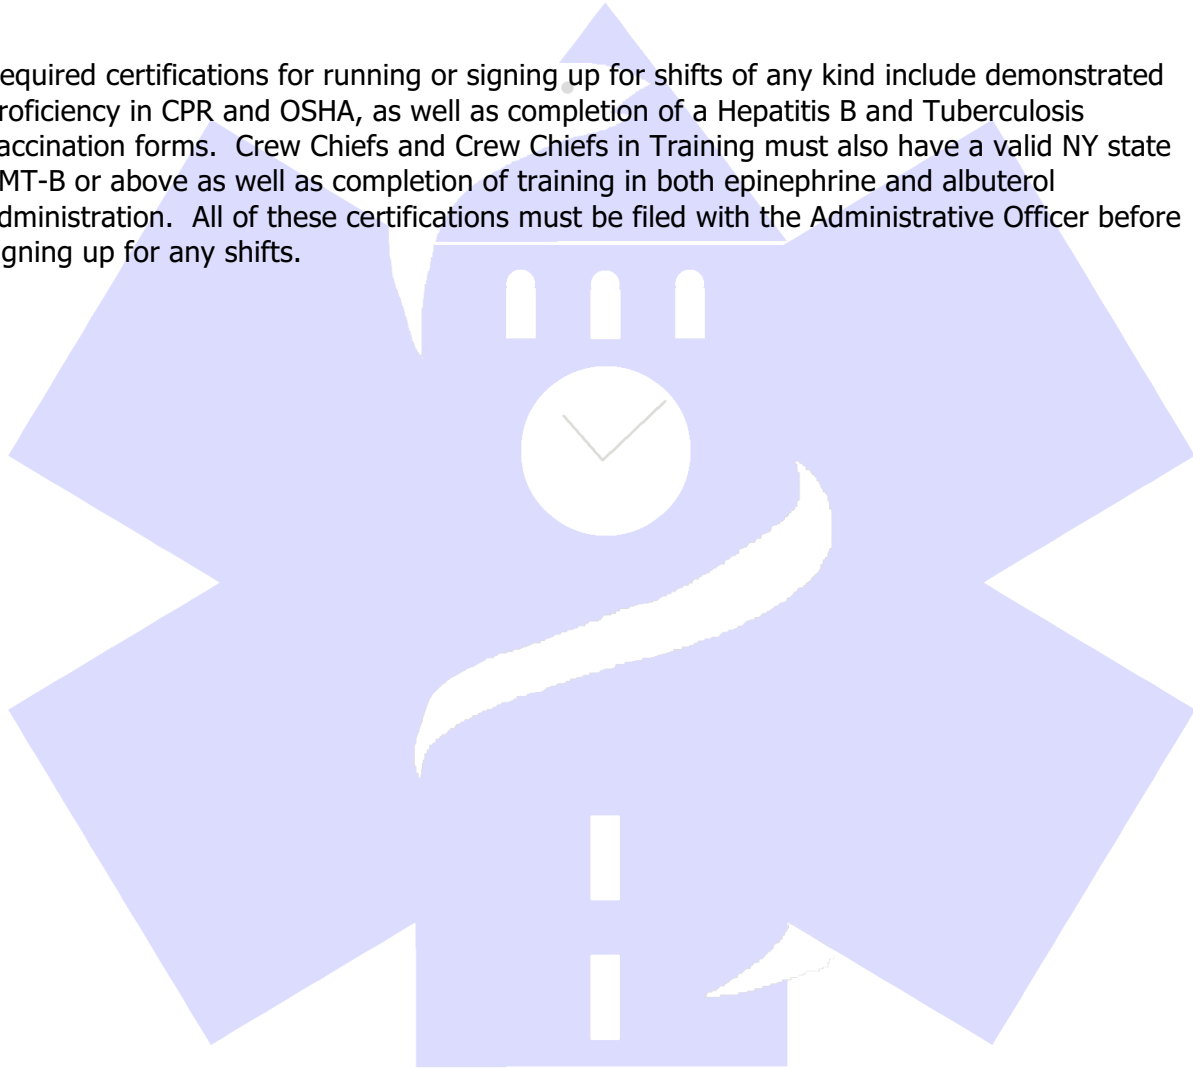 equired certifications for running or signing up for shifts of any kind include demonstrated
roficiency in CPR and OSHA, as well as completion of a Hepatitis B and Tuberculosis
accination forms.  Crew Chiefs and Crew Chiefs in Training must also have a valid NY state
MT-B or above as well as completion of training in both epinephrine and albuterol
dministration.  All of these certifications must be filed with the Administrative Officer before
gning up for any shifts.